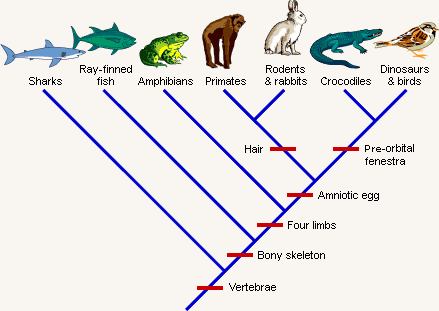 Sharks
Ray-finned
fish
Amphibians
Primates
Rodents
& rabbits
Crocodiles
Dinosaurs
& birds
Hair
Pre-orbital
fenestra
Amniotic egg
Four limbs
Bony skeleton
Vertebrae